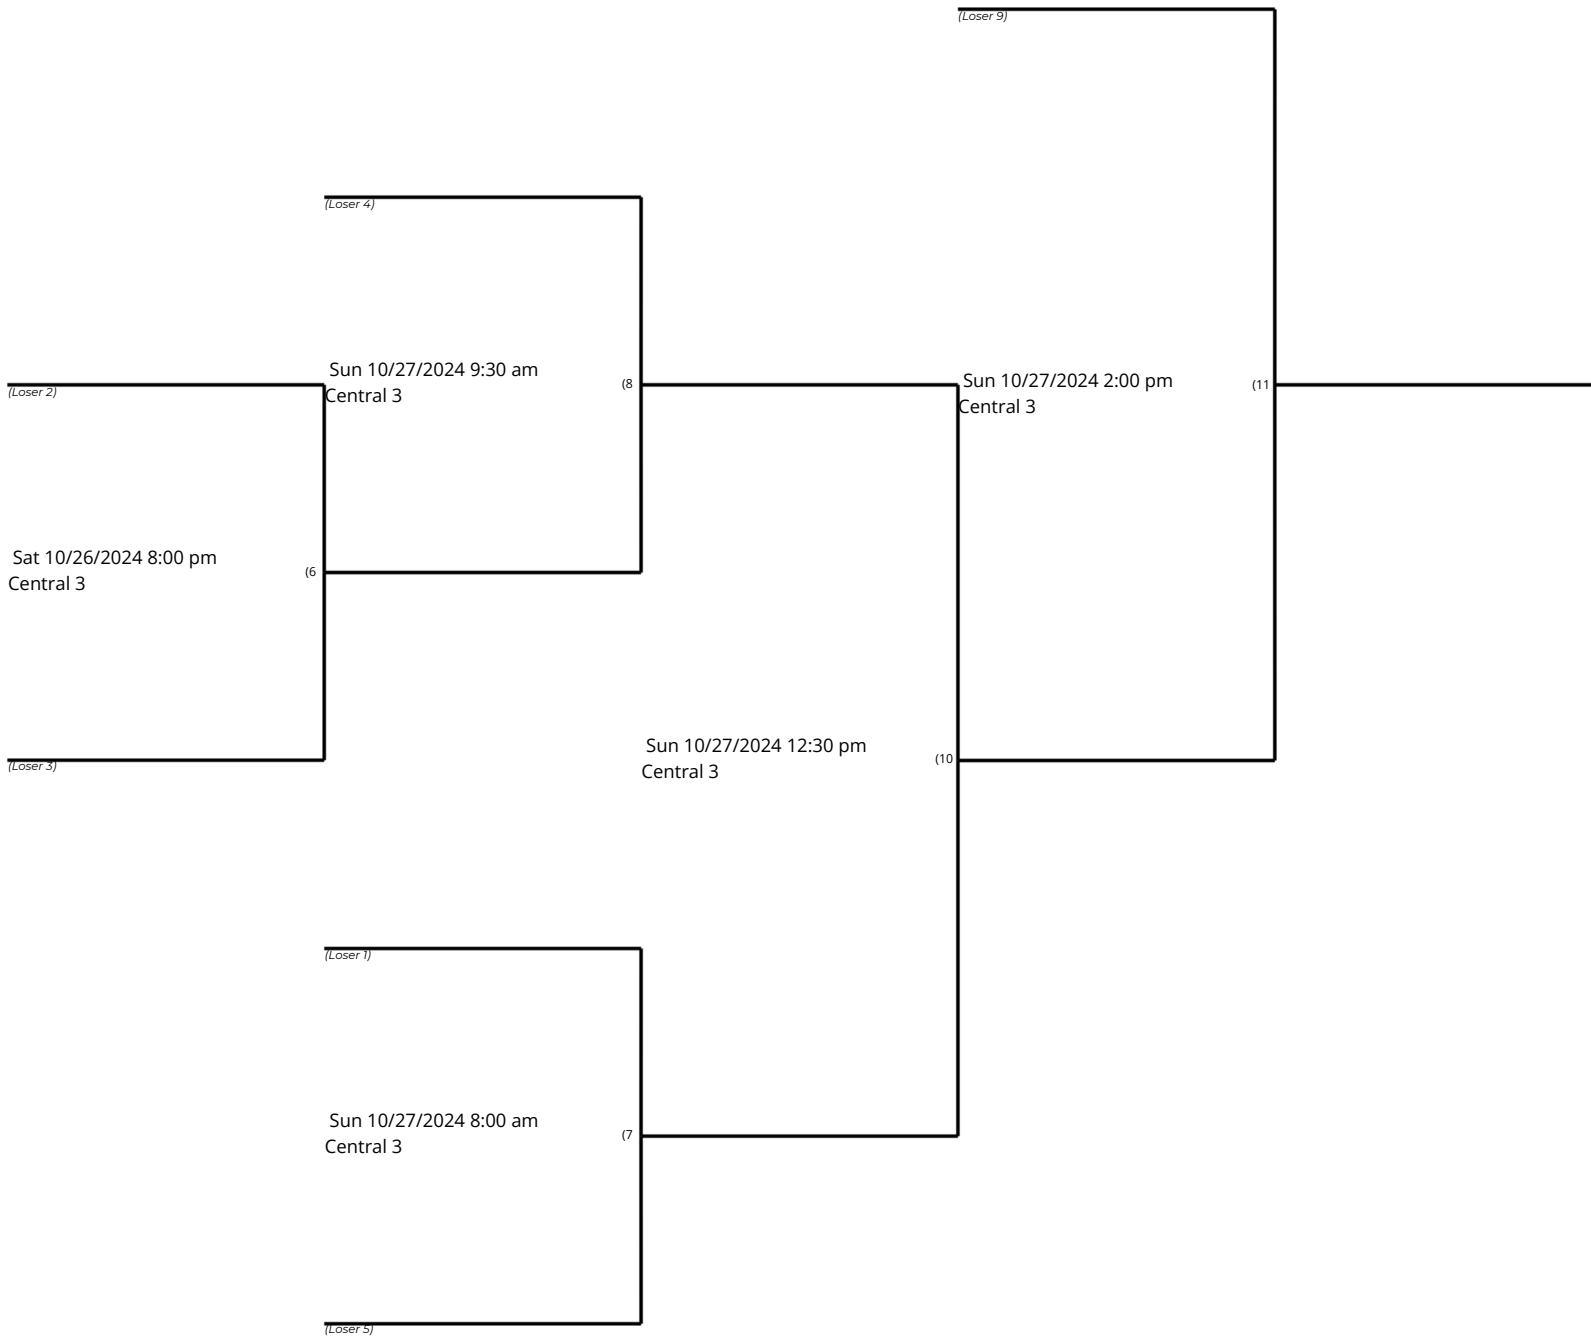 (Loser 9)
(Loser 4)
Sun 10/27/2024 9:30 am
Central 3
(8
(Loser 2)
Sun 10/27/2024 2:00 pm
Central 3
(11
Sat 10/26/2024 8:00 pm
Central 3
(6
(Loser 3)
Sun 10/27/2024 12:30 pm
Central 3
(10
(Loser 1)
Sun 10/27/2024 8:00 am
Central 3
(7
(Loser 5)